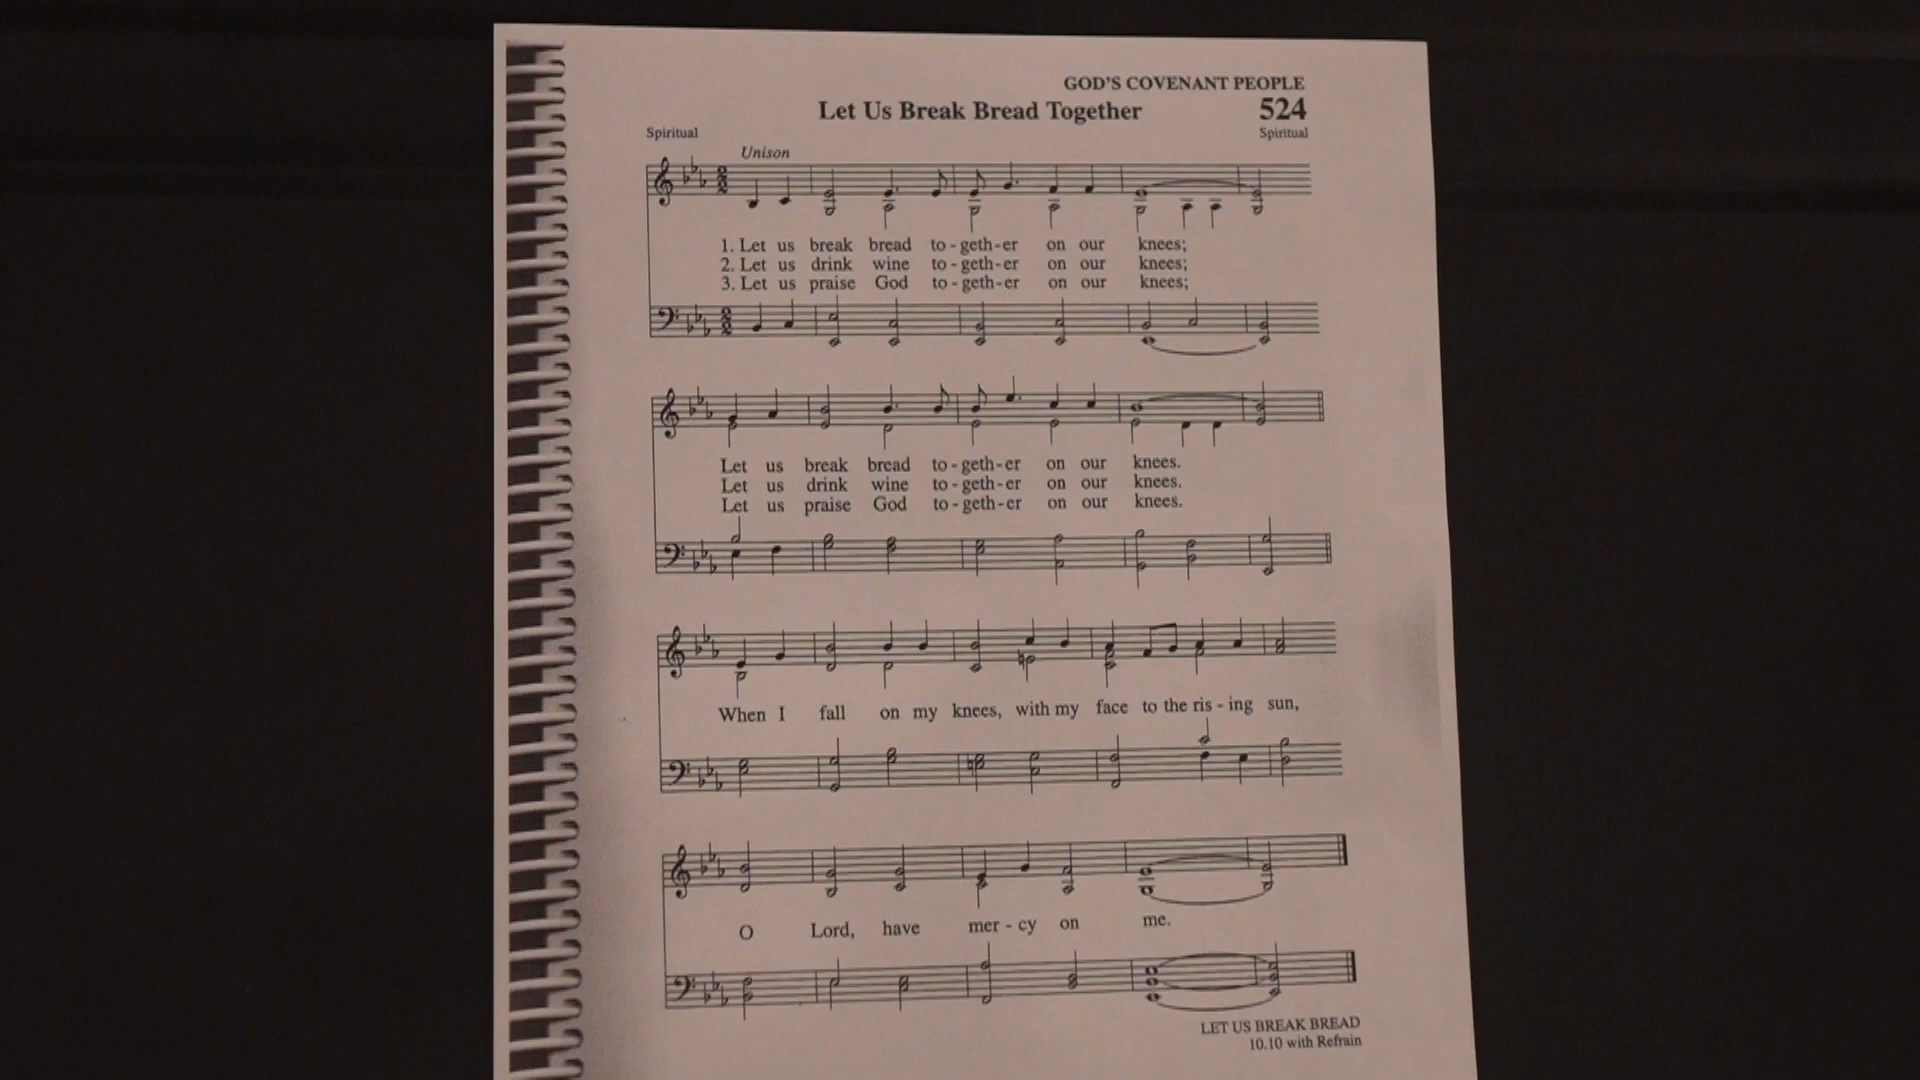 GOD'S COVENANT PEOPLE
Let Us Break Bread Together 524
Spiritual Spiritual
Unison
1. Let us break bread to - geth - er on our knees;
2. Let us drink wine to - geth - er on our knees;
3. Let us praise God to - geth - er on our knees;
Let us break bread to - geth - er on our knees.
Let us drink wine to - geth - er on our knees.
Let us praise God to - geth - er on our knees.
When I fall on my knees, with my face to the ris - ing sun,
O Lord, have mer - cy on me.
LET US BREAK BREAD
10.10 with Refrain